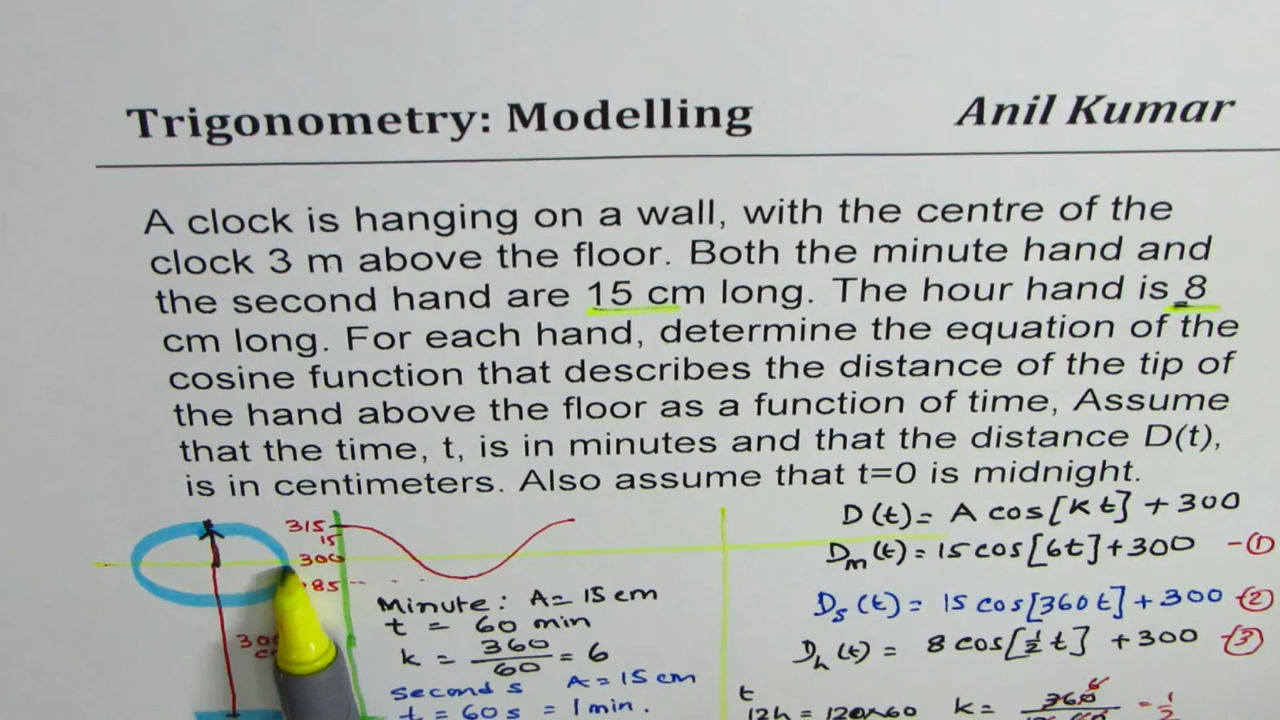 Trigonometry: Modelling
Anil Kumar
A clock is hanging on a wall, with the centre of the
clock 3 m above the floor. Both the minute hand and
the second hand are 15 cm long. The hour hand is 8
cm long. For each hand, determine the equation of the
cosine function that describes the distance of the tip of
the hand above the floor as a function of time, Assume
that the time, t, is in minutes and that the distance D(t),
is in centimeters. Also assume that t=0 is midnight.
315
15
300
85
300
Minute: A= 15 cm
t = 60 min
k = 360/60 = 6
Seconds A = 15 cm
t = 60 s = 1 min.
D(t) = A cos[kt] + 300
Dm(t) = 15 cos[6t] + 300 -①
Ds(t) = 15 cos[360t] + 300 -②
Dh(t) = 8 cos[½ t] + 300 -③
t
k =
= 1/2